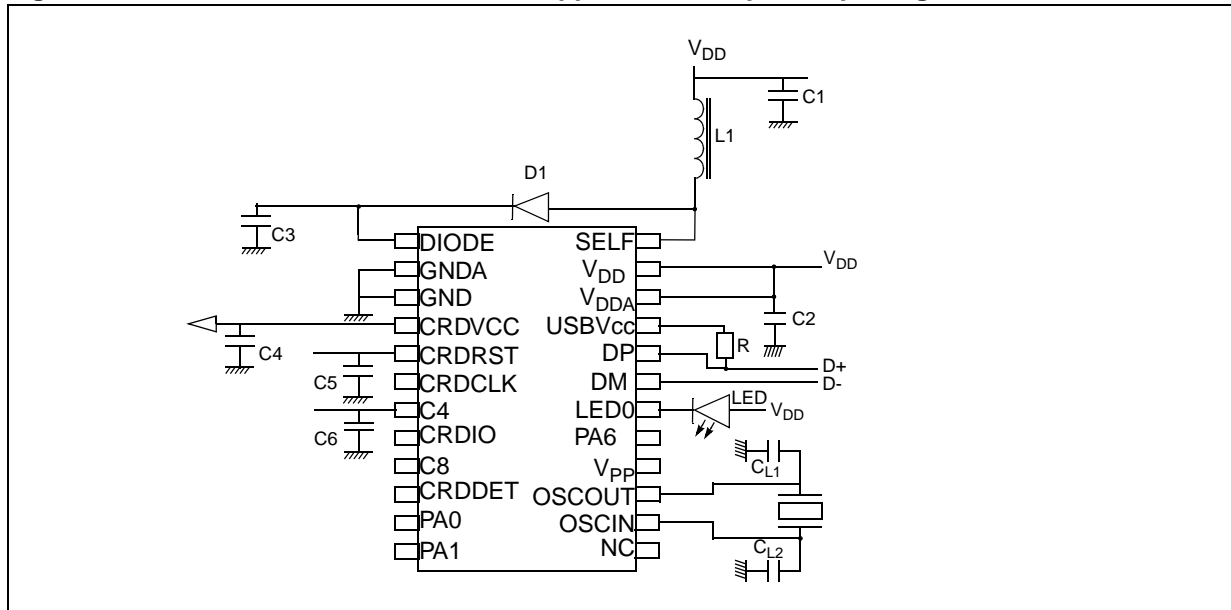 VDD
C1
L1
D1
C3
DIODE
SELF
GNDA
VDD
VDD
GND
VDDA
C2
CRDVCC
USBVcc
C4
R
CRDRST
DP
D+
C5
CRDCLK
DM
D-
C4
LED0
LED
VDD
C6
CRDIO
PA6
C8
VPP
CL1
CRDDET
OSCOUT
PA0
OSCIN
PA1
NC
CL2